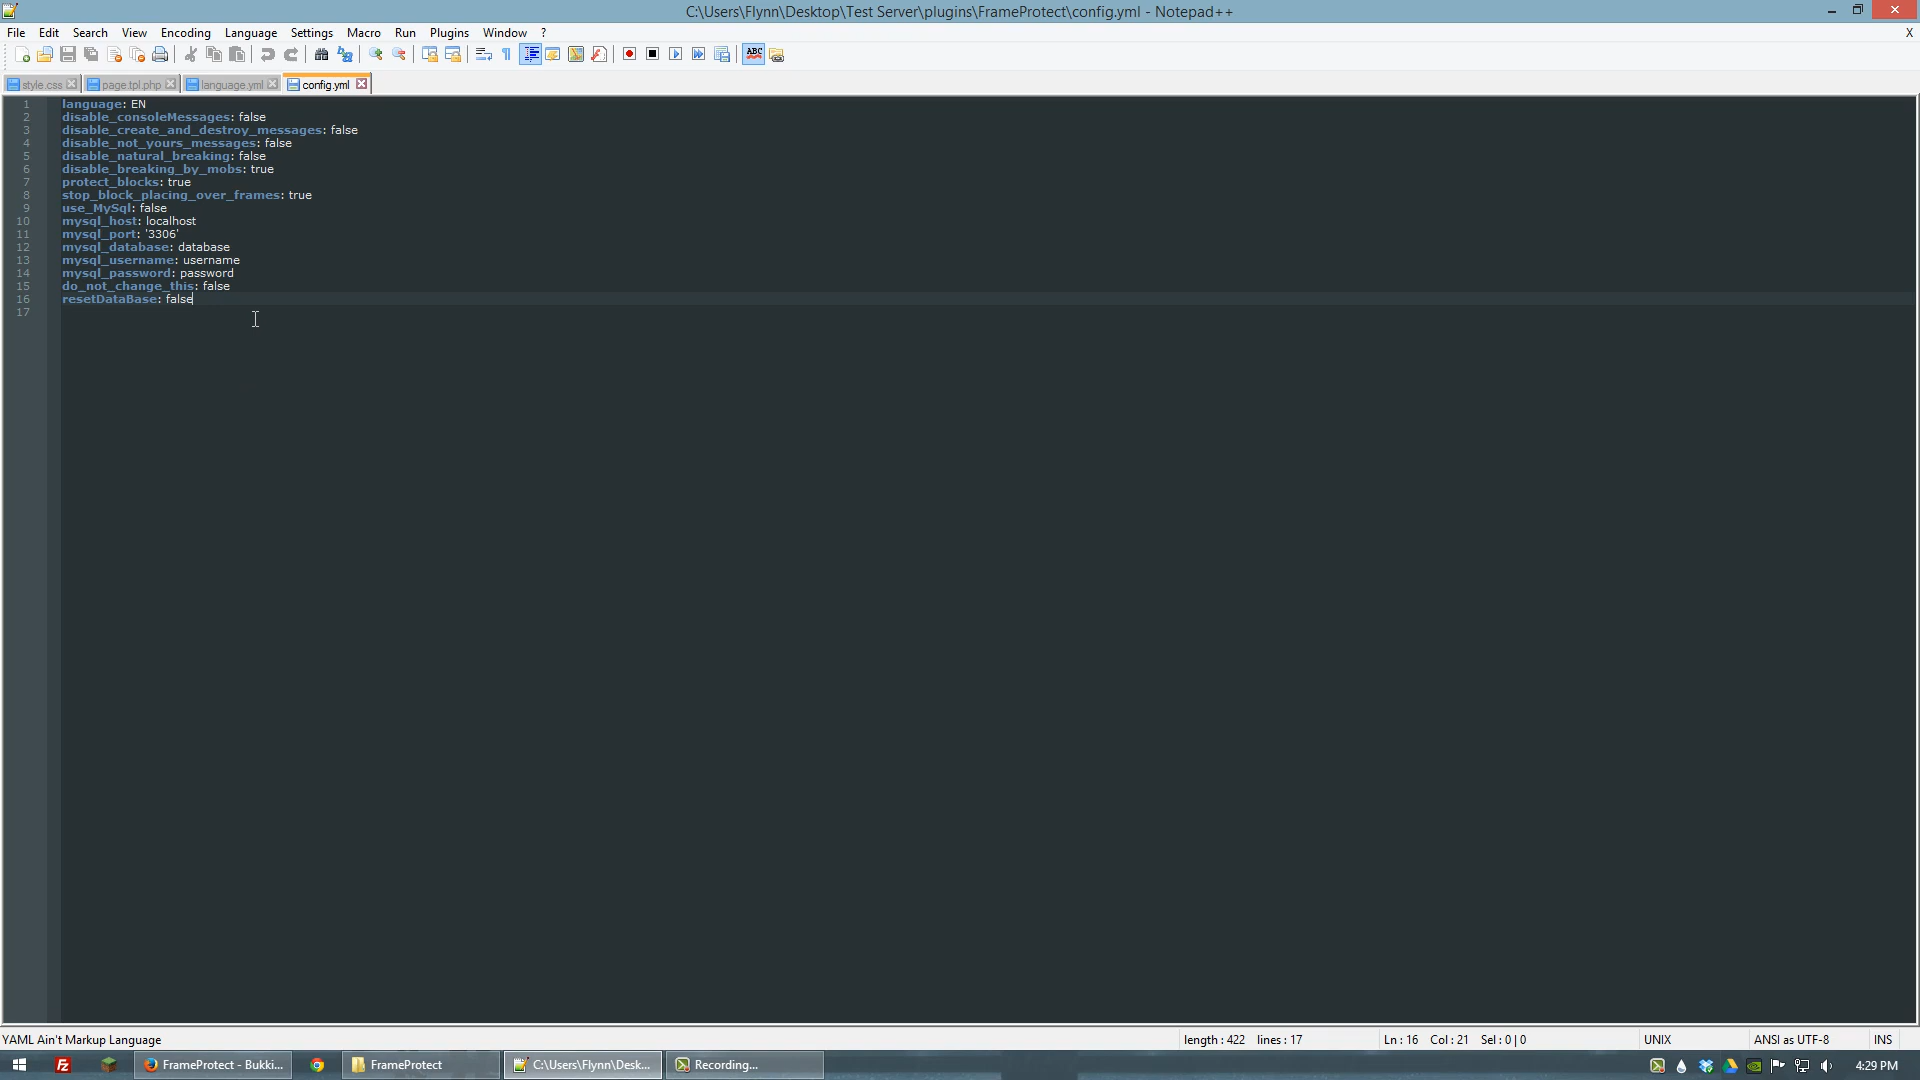 C:\Users\Flynn\Desktop\Test Server\plugins\FrameProtect\config.yml - Notepad++
File Edit Search View Encoding Language Settings Macro Run Plugins Window ? X
ABC
style.css page.tpl.php language.yml config.yml
1 language: EN
2 disable_consoleMessages: false
3 disable_create_and_destroy_messages: false
4 disable_not_yours_messages: false
5 disable_natural_breaking: false
6 disable_breaking_by_mobs: true
7 protect_blocks: true
8 stop_block_placing_over_frames: true
9 use_MySql: false
10 mysql_host: localhost
11 mysql_port: '3306'
12 mysql_database: database
13 mysql_username: username
14 mysql_password: password
15 do_not_change_this: false
16 resetDataBase: false
17
YAML Ain't Markup Language length : 422 lines : 17 Ln : 16 Col : 21 Sel : 0 | 0 UNIX ANSI as UTF-8 INS
FrameProtect - Bukki... FrameProtect C:\Users\Flynn\Desk... Recording... 4:29 PM